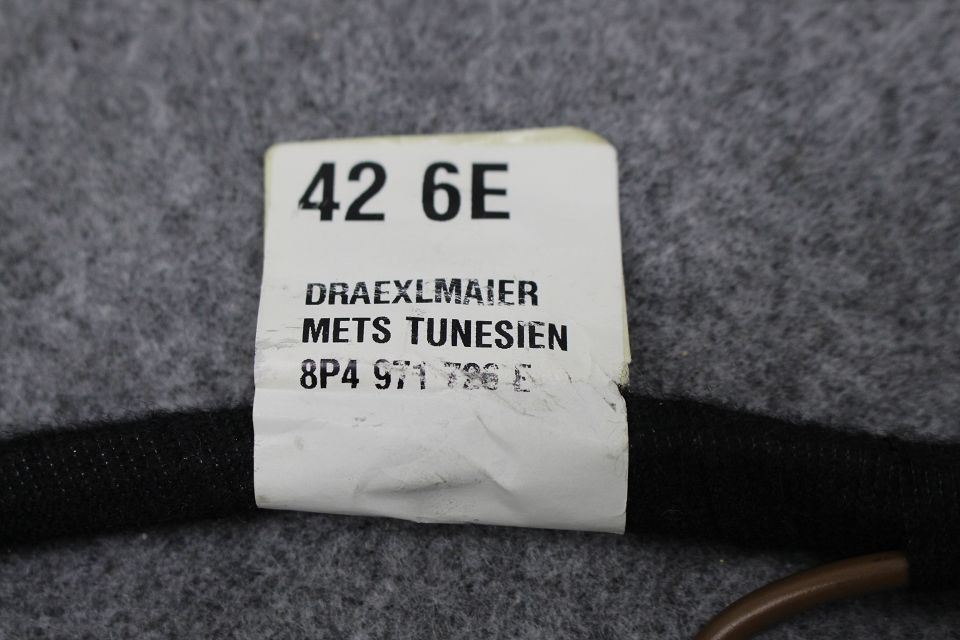 42 6E
DRAEXLMAIER
METS TUNESIEN
8P4 971 E